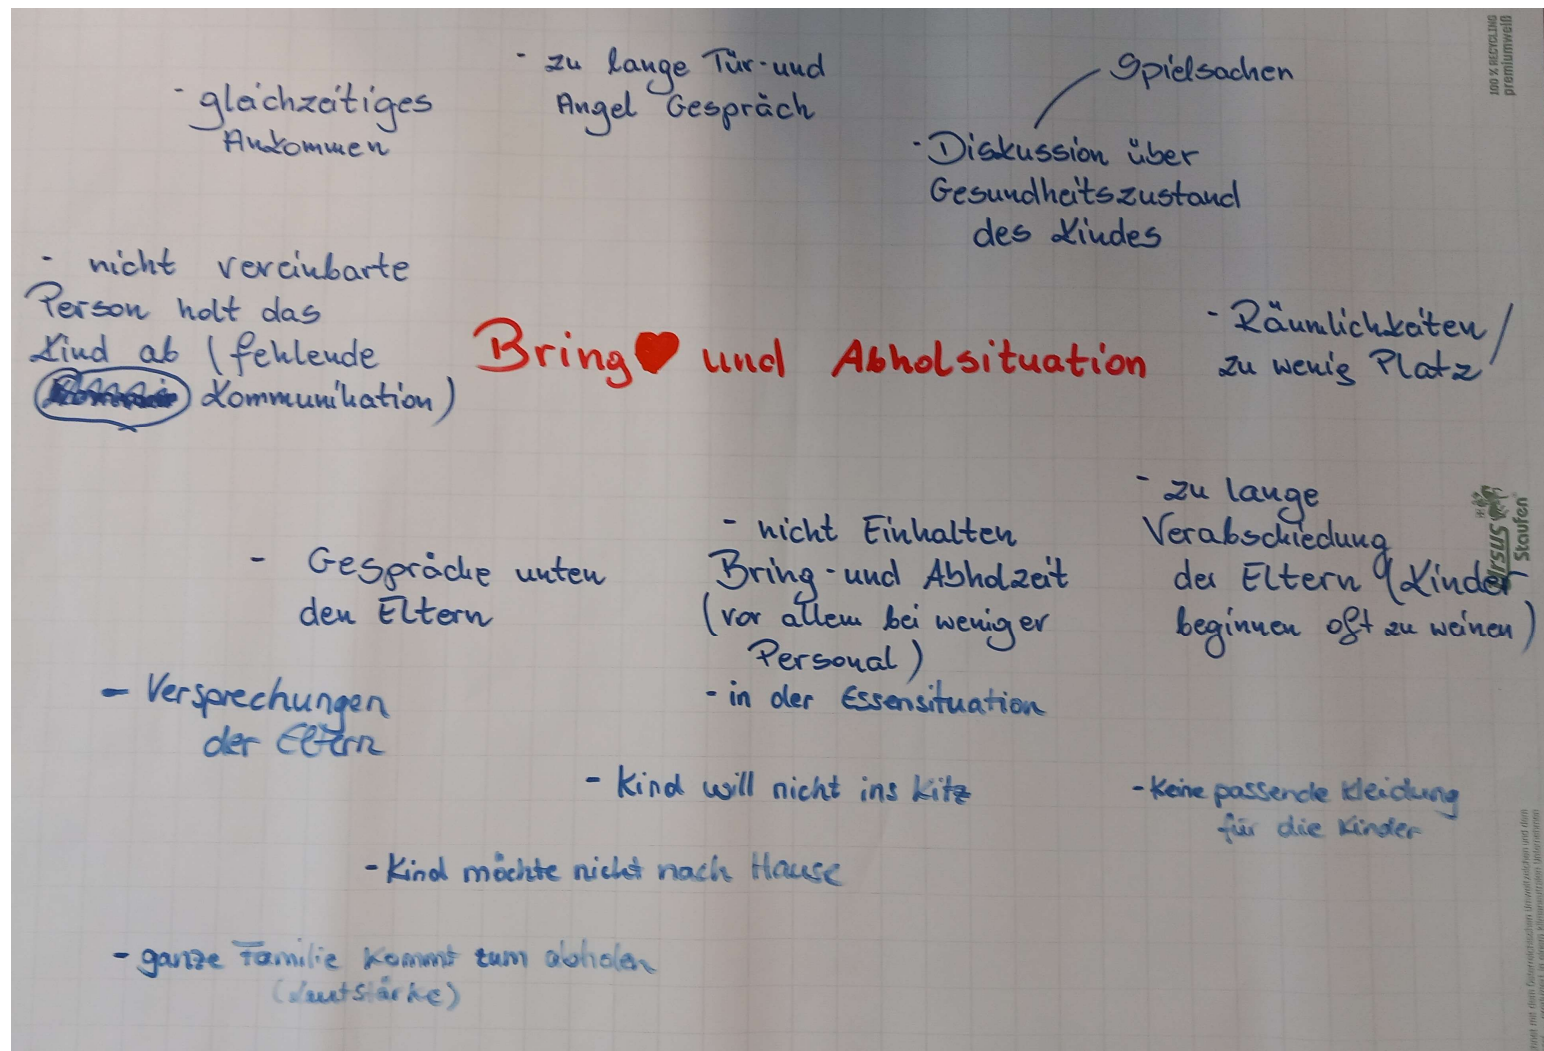 - gleichzeitiges
Ankommen
- zu lange Tür- und
Angel Gespräch
Spielsachen
- Diskussion über
Gesundheitszustand
des Kindes
- nicht vereinbarte
Person holt das
Kind ab (fehlende
Kommunikation)
Bring♥ und Abholsituation
- Räumlichkeiten/
zu wenig Platz
- Gespräche unten
den Eltern
- nicht Einhalten
Bring- und Abholzeit
(vor allem bei weniger
Personal)
- in der Essensituation
- zu lange
Verabschiedung
der Eltern (Kinder
beginnen oft zu weinen)
- Versprechungen
der Eltern
- Kind will nicht ins Kitz
- Keine passende Kleidung
für die Kinder
- Kind möchte nicht nach Hause
- ganze Familie kommt zum abholen
(Lautstärke)
100 % RECYCLING
premiumweiß
ursus
Staufen